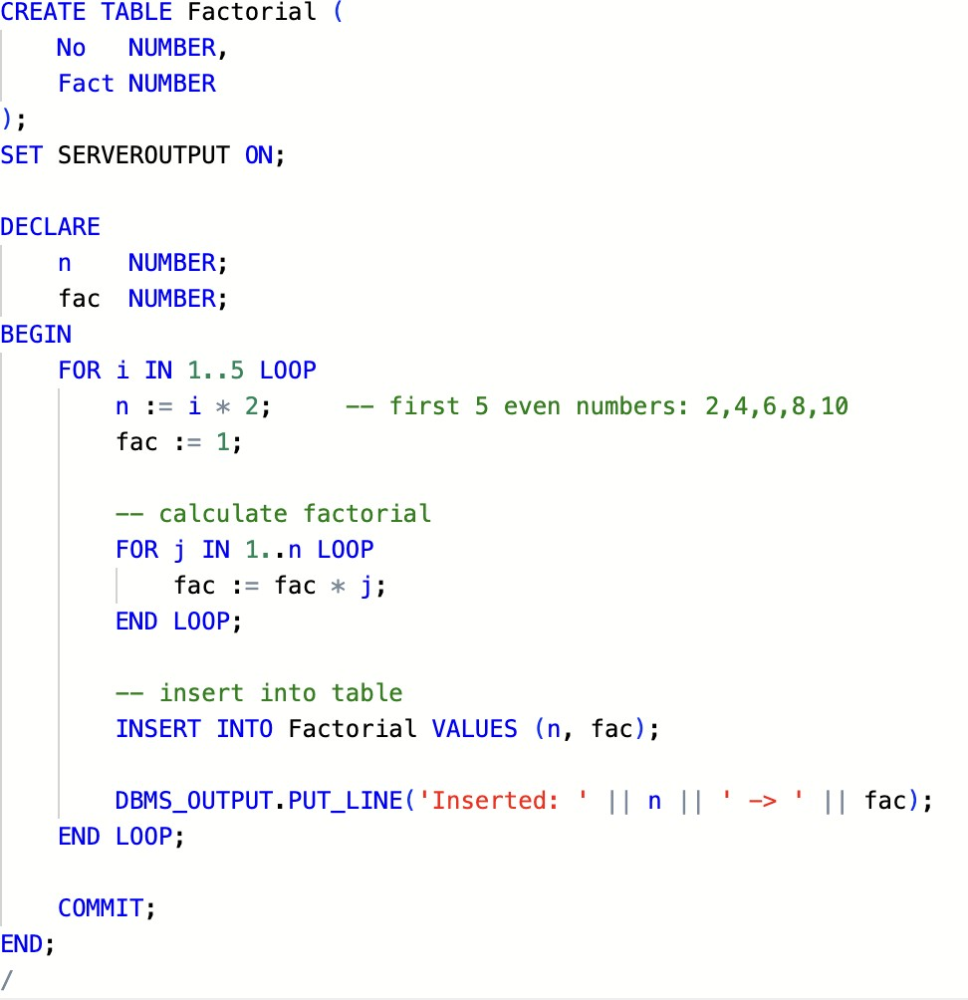 CREATE TABLE Factorial (
    No   NUMBER,
    Fact NUMBER
);
SET SERVEROUTPUT ON;

DECLARE
    n    NUMBER;
    fac  NUMBER;
BEGIN
    FOR i IN 1..5 LOOP
        n := i * 2;     -- first 5 even numbers: 2,4,6,8,10
        fac := 1;

        -- calculate factorial
        FOR j IN 1..n LOOP
            fac := fac * j;
        END LOOP;

        -- insert into table
        INSERT INTO Factorial VALUES (n, fac);

        DBMS_OUTPUT.PUT_LINE('Inserted: ' || n || ' -> ' || fac);
    END LOOP;

    COMMIT;
END;
/